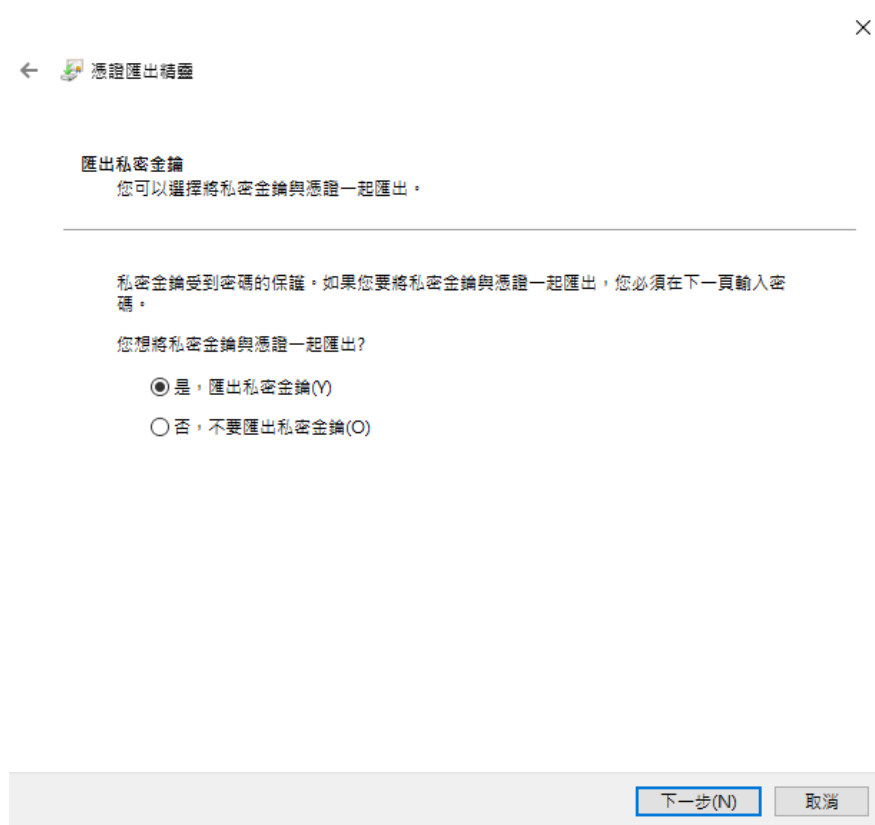 憑證匯出精靈
匯出私密金鑰
您可以選擇將私密金鑰與憑證一起匯出。
私密金鑰受到密碼的保護。如果您要將私密金鑰與憑證一起匯出，您必須在下一頁輸入密
碼。
您想將私密金鑰與憑證一起匯出?
是，匯出私密金鑰(Y)
否，不要匯出私密金鑰(O)
下一步(N) 取消